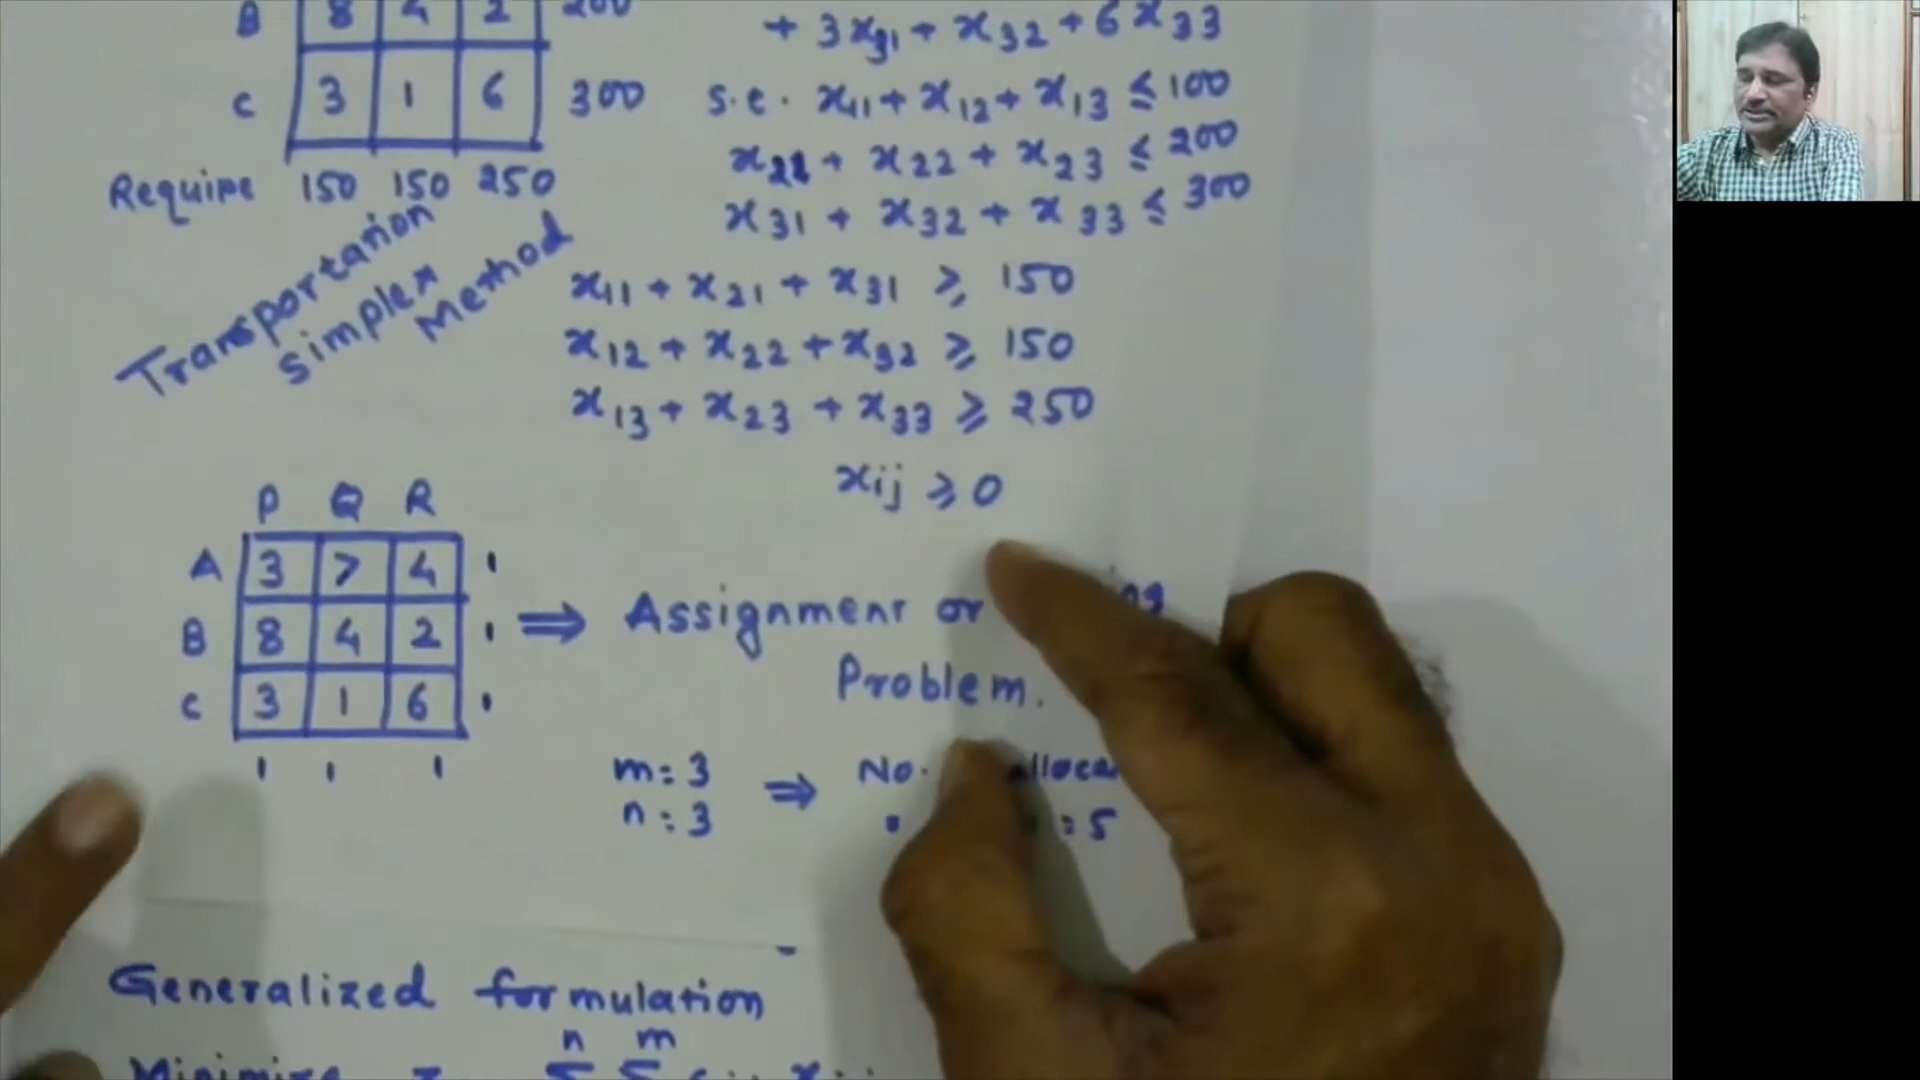 B 8 4 2 200
C 3 1 6 300
Require 150 150 250
Transportation
Simplex
Method
+ 3x31 + x32 + 6x33
s.t. x11 + x12 + x13 ≤ 100
x21 + x22 + x23 ≤ 200
x31 + x32 + x33 ≤ 300
x11 + x21 + x31 ≥ 150
x12 + x22 + x32 ≥ 150
x13 + x23 + x33 ≥ 250
xij ≥ 0
P Q R
A 3 7 4 1
B 8 4 2 1
C 3 1 6 1
1 1 1
⇒ Assignment or
Problem.
m = 3 ⇒ No.
n = 3 = 5
Generalized formulation
Minimize
n m